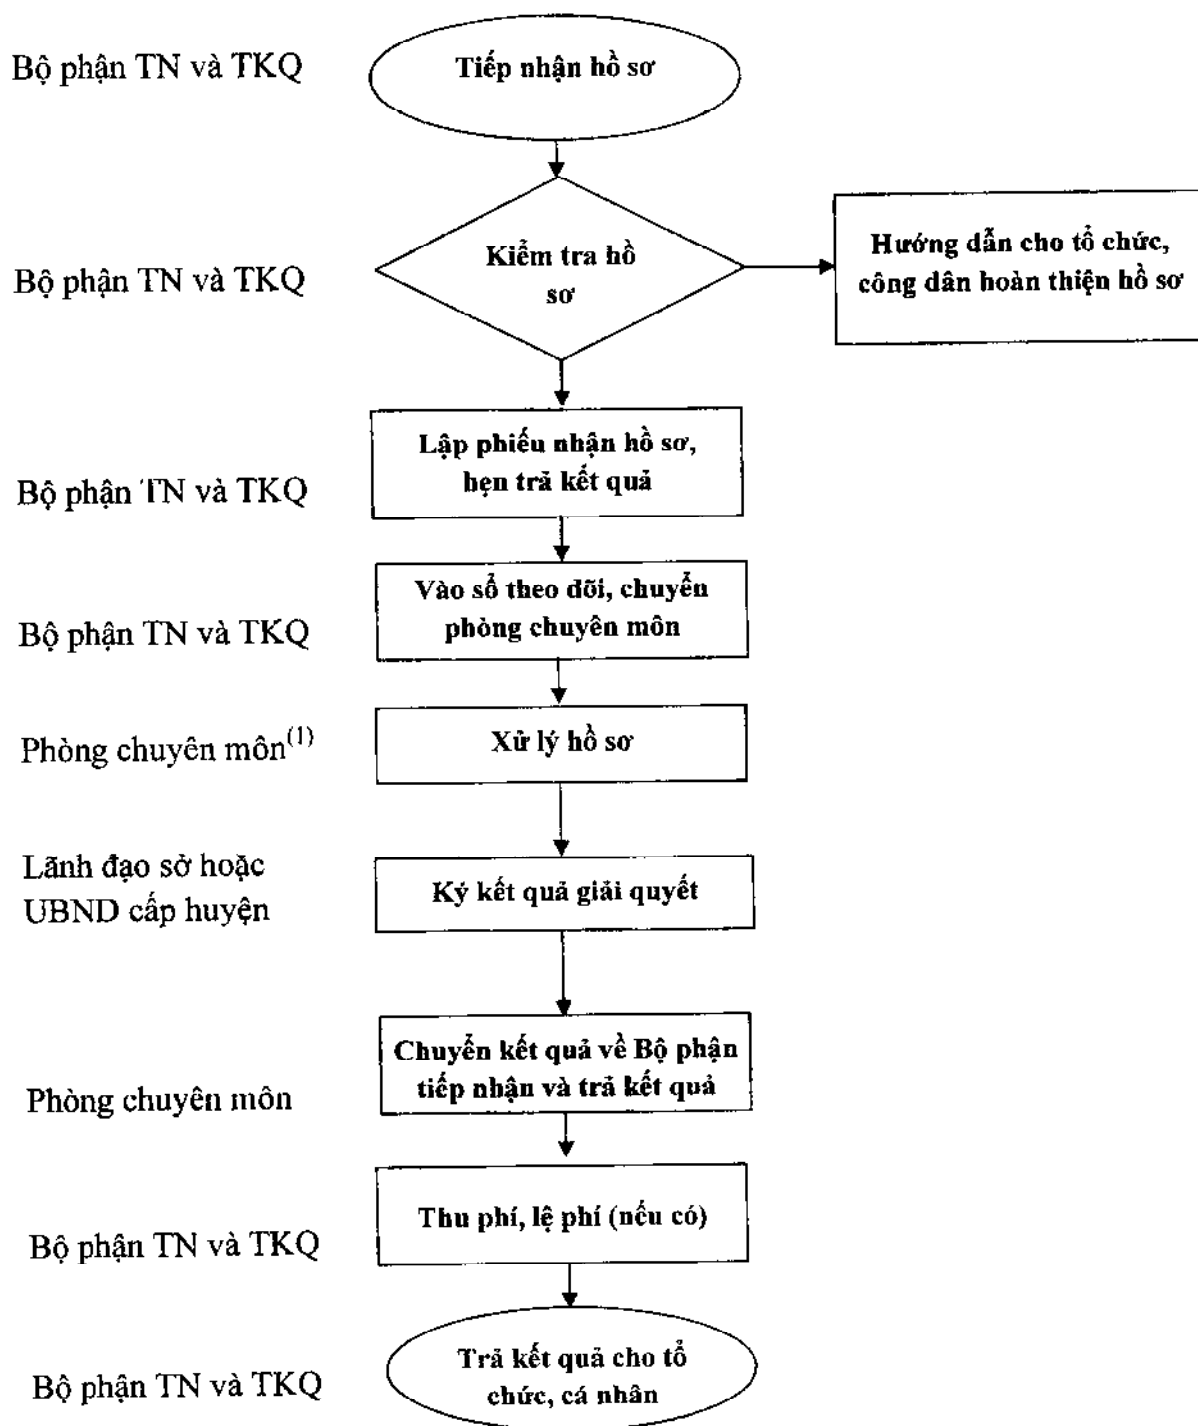 Bộ phận TN và TKQ
Tiếp nhận hồ sơ
Bộ phận TN và TKQ
Kiểm tra hồ
sơ
Hướng dẫn cho tổ chức,
công dân hoàn thiện hồ sơ
Bộ phận TN và TKQ
Lập phiếu nhận hồ sơ,
hẹn trả kết quả
Bộ phận TN và TKQ
Vào sổ theo dõi, chuyển
phòng chuyên môn
Phòng chuyên môn(1)
Xử lý hồ sơ
Lãnh đạo sở hoặc
UBND cấp huyện
Ký kết quả giải quyết
Phòng chuyên môn
Chuyển kết quả về Bộ phận
tiếp nhận và trả kết quả
Bộ phận TN và TKQ
Thu phí, lệ phí (nếu có)
Bộ phận TN và TKQ
Trả kết quả cho tổ
chức, cá nhân